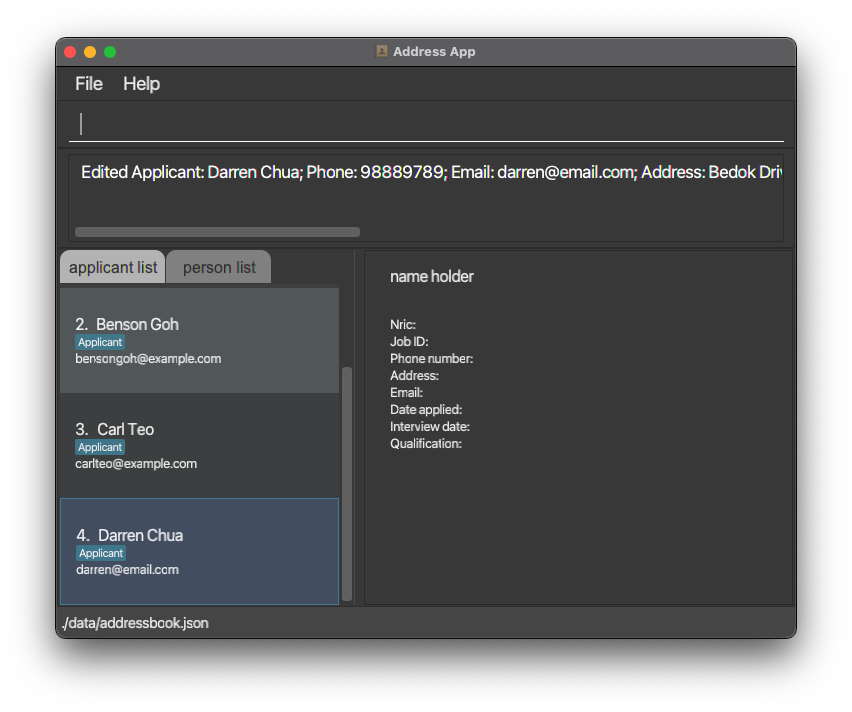 Address App
File Help
Edited Applicant: Darren Chua; Phone: 98889789; Email: darren@email.com; Address: Bedok
applicant list person list
2. Benson Goh
Applicant
bensongoh@example.com
3. Carl Teo
Applicant
carlteo@example.com
4. Darren Chua
Applicant
darren@email.com
name holder
Nric:
Job ID:
Phone number:
Address:
Email:
Date applied:
Interview date:
Qualification:
./data/addressbook.json